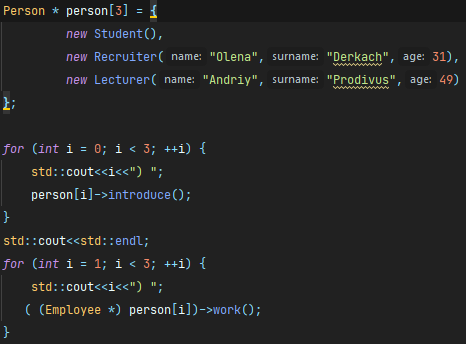 Person * person[3] = {
new Student(),
new Recruiter( name: "Olena", surname: "Derkach", age: 31),
new Lecturer( name: "Andriy", surname: "Prodivus", age: 49)
};
for (int i = 0; i < 3; ++i) {
std::cout<<i<<") ";
person[i]->introduce();
}
std::cout<<std::endl;
for (int i = 1; i < 3; ++i) {
std::cout<<i<<") ";
( (Employee *) person[i])->work();
}